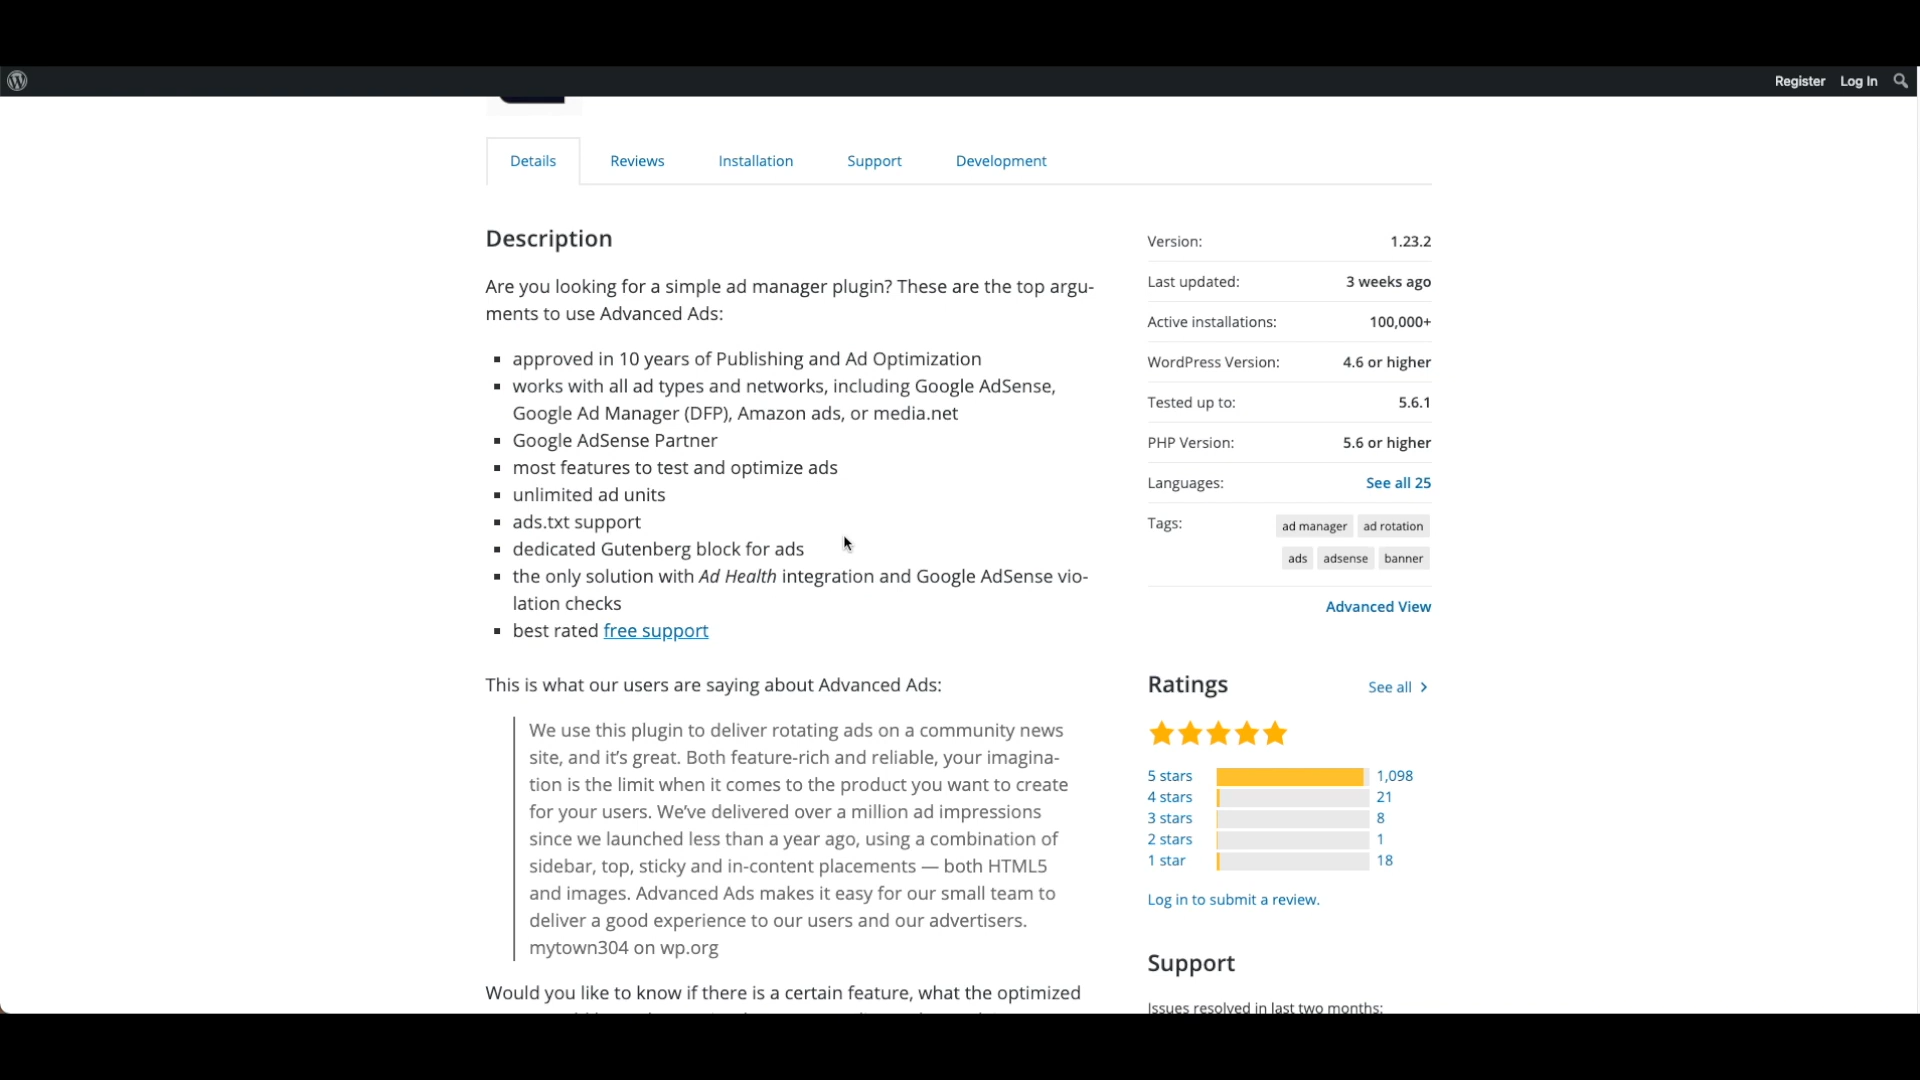 Register Log In
Details Reviews Installation Support Development
Description
Are you looking for a simple ad manager plugin? These are the top argu-
ments to use Advanced Ads:
approved in 10 years of Publishing and Ad Optimization
works with all ad types and networks, including Google AdSense,
Google Ad Manager (DFP), Amazon ads, or media.net
Google AdSense Partner
most features to test and optimize ads
unlimited ad units
ads.txt support
dedicated Gutenberg block for ads
the only solution with Ad Health integration and Google AdSense vio-
lation checks
best rated free support
This is what our users are saying about Advanced Ads:
We use this plugin to deliver rotating ads on a community news
site, and it's great. Both feature-rich and reliable, your imagina-
tion is the limit when it comes to the product you want to create
for your users. We've delivered over a million ad impressions
since we launched less than a year ago, using a combination of
sidebar, top, sticky and in-content placements — both HTML5
and images. Advanced Ads makes it easy for our small team to
deliver a good experience to our users and our advertisers.
mytown304 on wp.org
Would you like to know if there is a certain feature, what the optimized
Version: 1.23.2
Last updated: 3 weeks ago
Active installations: 100,000+
WordPress Version: 4.6 or higher
Tested up to: 5.6.1
PHP Version: 5.6 or higher
Languages: See all 25
Tags: ad manager ad rotation
ads adsense banner
Advanced View
Ratings See all
5 stars 1,098
4 stars 21
3 stars 8
2 stars 1
1 star 18
Log in to submit a review.
Support
Issues resolved in last two months: